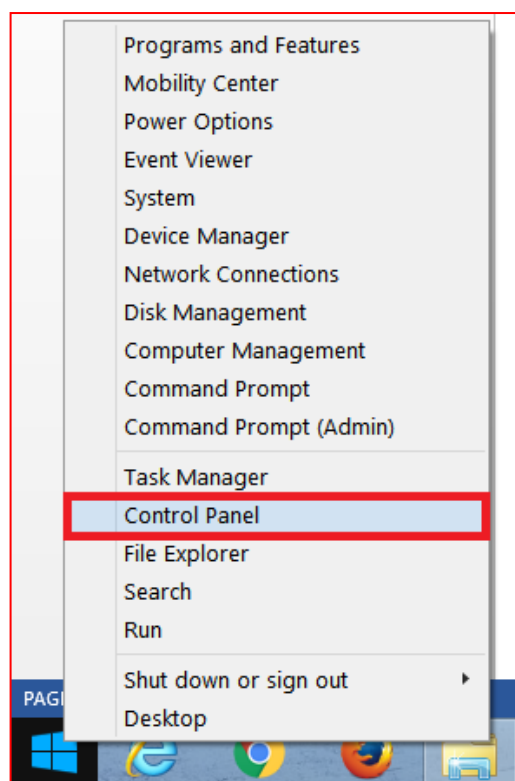 Programs and Features
Mobility Center
Power Options
Event Viewer
System
Device Manager
Network Connections
Disk Management
Computer Management
Command Prompt
Command Prompt (Admin)
Task Manager
Control Panel
File Explorer
Search
Run
Shut down or sign out
Desktop